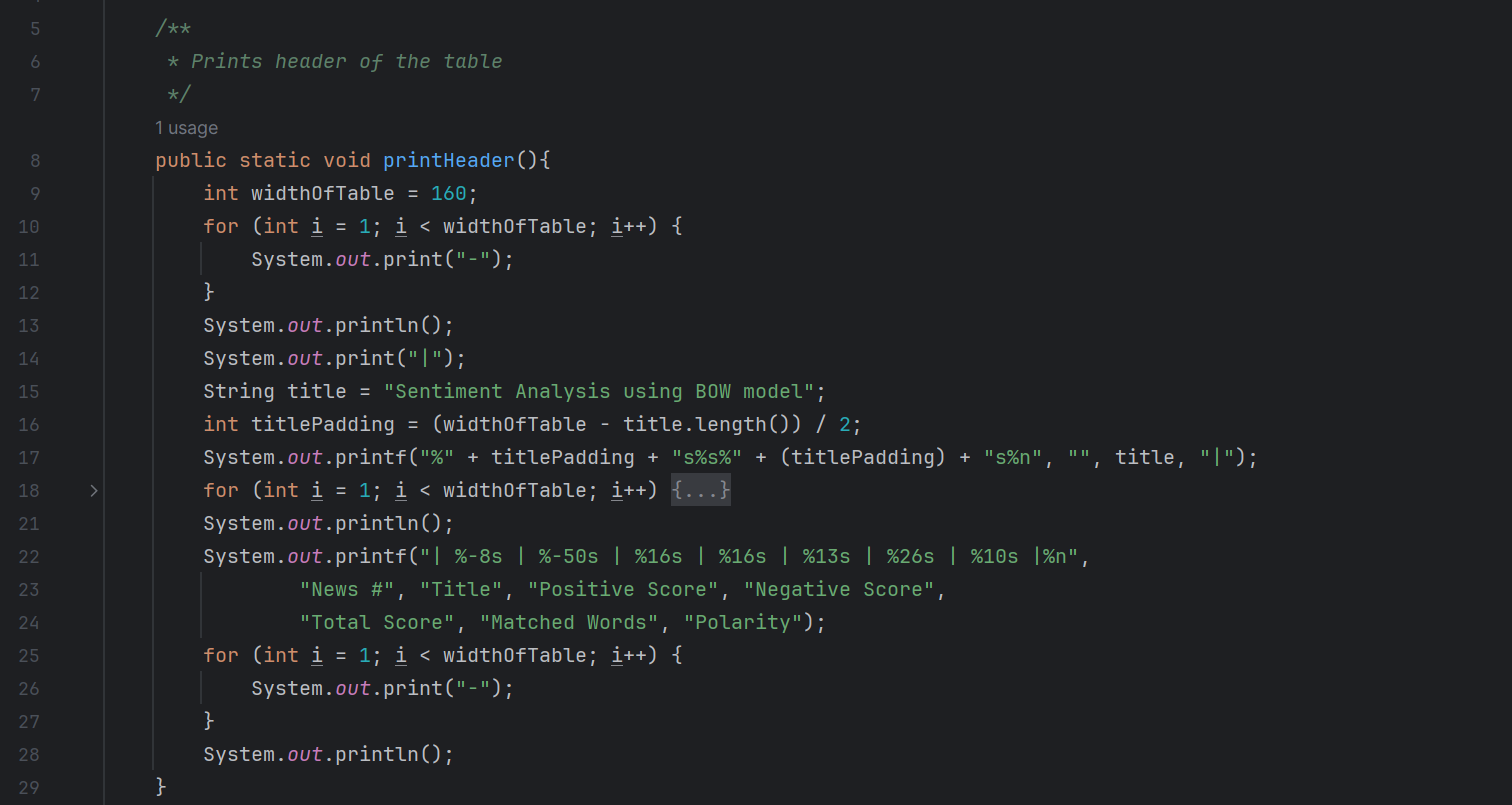 5 /**
6 * Prints header of the table
7 */
1 usage
8 public static void printHeader(){
9 int widthOfTable = 160;
10 for (int i = 1; i < widthOfTable; i++) {
11 System.out.print("-");
12 }
13 System.out.println();
14 System.out.print("|");
15 String title = "Sentiment Analysis using BOW model";
16 int titlePadding = (widthOfTable - title.length()) / 2;
17 System.out.printf("%" + titlePadding + "s%s%" + (titlePadding) + "s%n", "", title, "|");
18 for (int i = 1; i < widthOfTable; i++) {...}
21 System.out.println();
22 System.out.printf("| %-8s | %-50s | %16s | %16s | %13s | %26s | %10s |%n",
23 "News #", "Title", "Positive Score", "Negative Score",
24 "Total Score", "Matched Words", "Polarity");
25 for (int i = 1; i < widthOfTable; i++) {
26 System.out.print("-");
27 }
28 System.out.println();
29 }